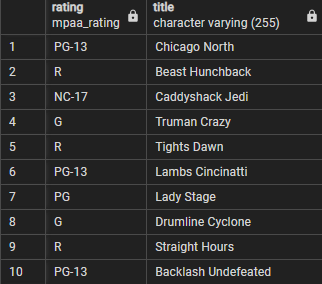 rating title
mpaa_rating character varying (255)
1 PG-13 Chicago North
2 R Beast Hunchback
3 NC-17 Caddyshack Jedi
4 G Truman Crazy
5 R Tights Dawn
6 PG-13 Lambs Cincinatti
7 PG Lady Stage
8 G Drumline Cyclone
9 R Straight Hours
10 PG-13 Backlash Undefeated